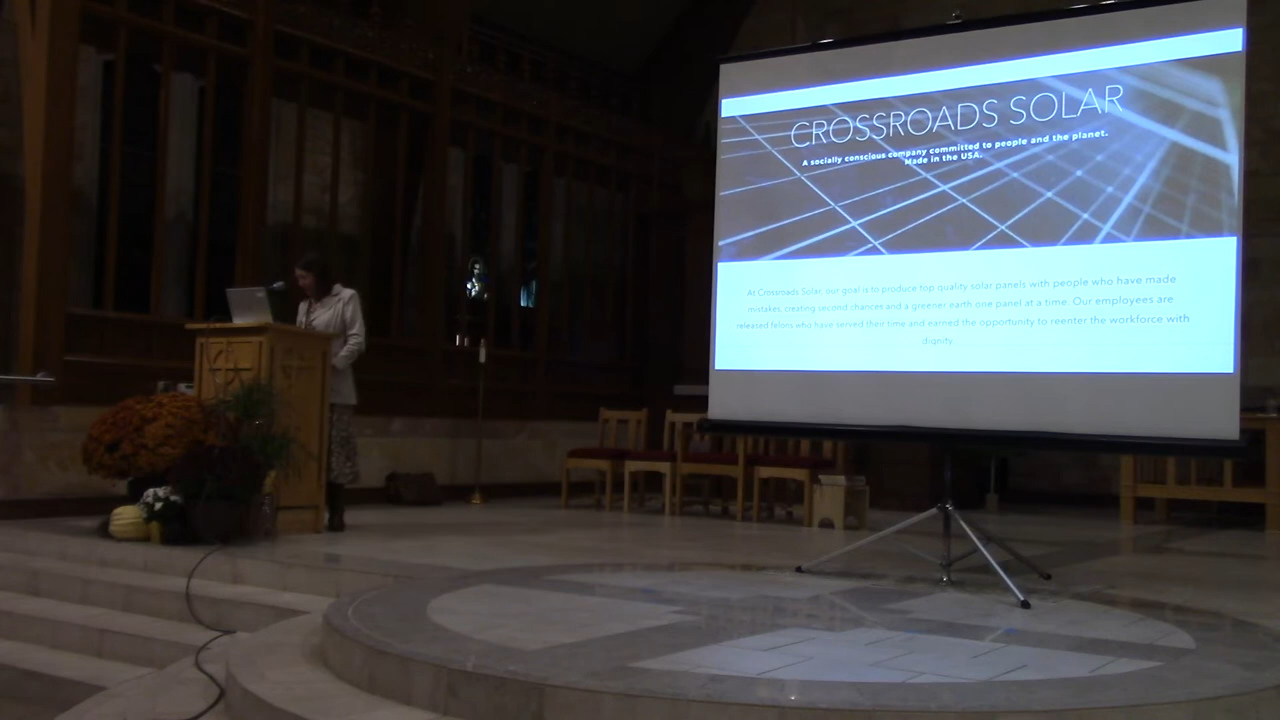 CROSSROADS SOLAR
A socially conscious company committed to people and the planet.
Made in the USA.
At Crossroads Solar, our goal is to produce top quality solar panels with people who have made
mistakes, creating second chances and a greener earth one panel at a time. Our employees are
released felons who have served their time and earned the opportunity to reenter the workforce with
dignity.